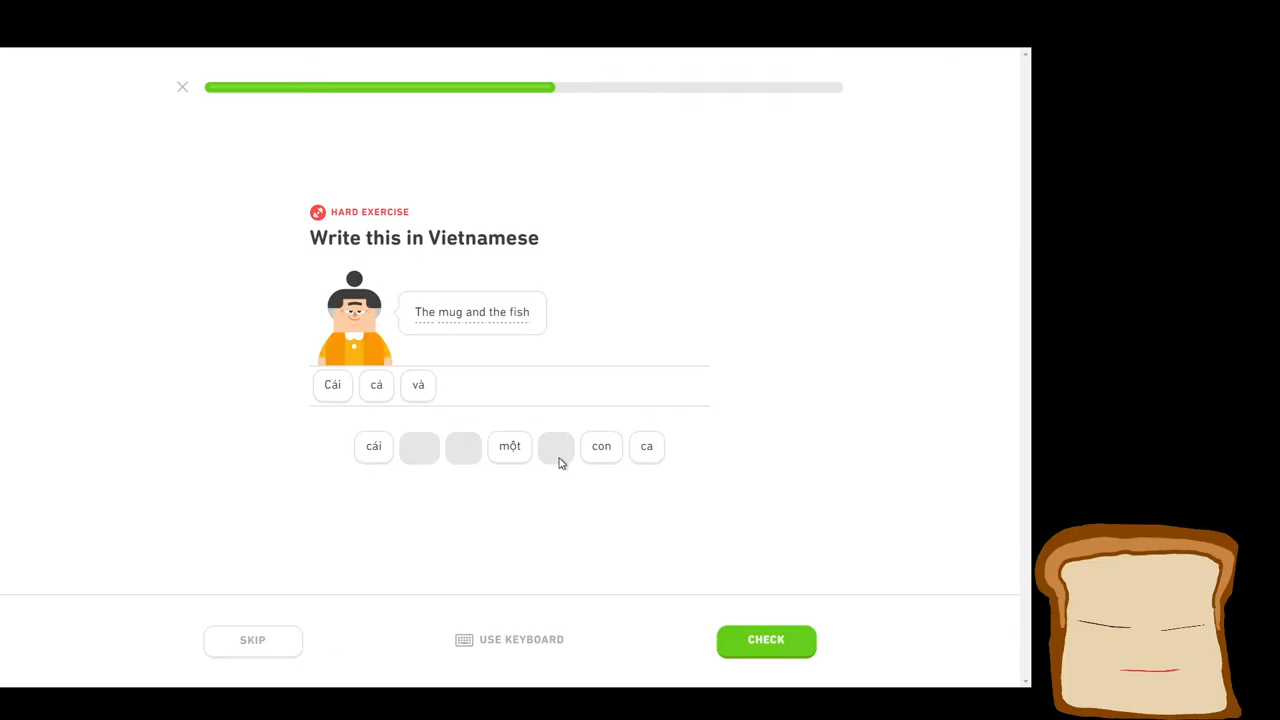 HARD EXERCISE
Write this in Vietnamese
The mug and the fish
Cái cá và
cái một con ca
SKIP USE KEYBOARD CHECK